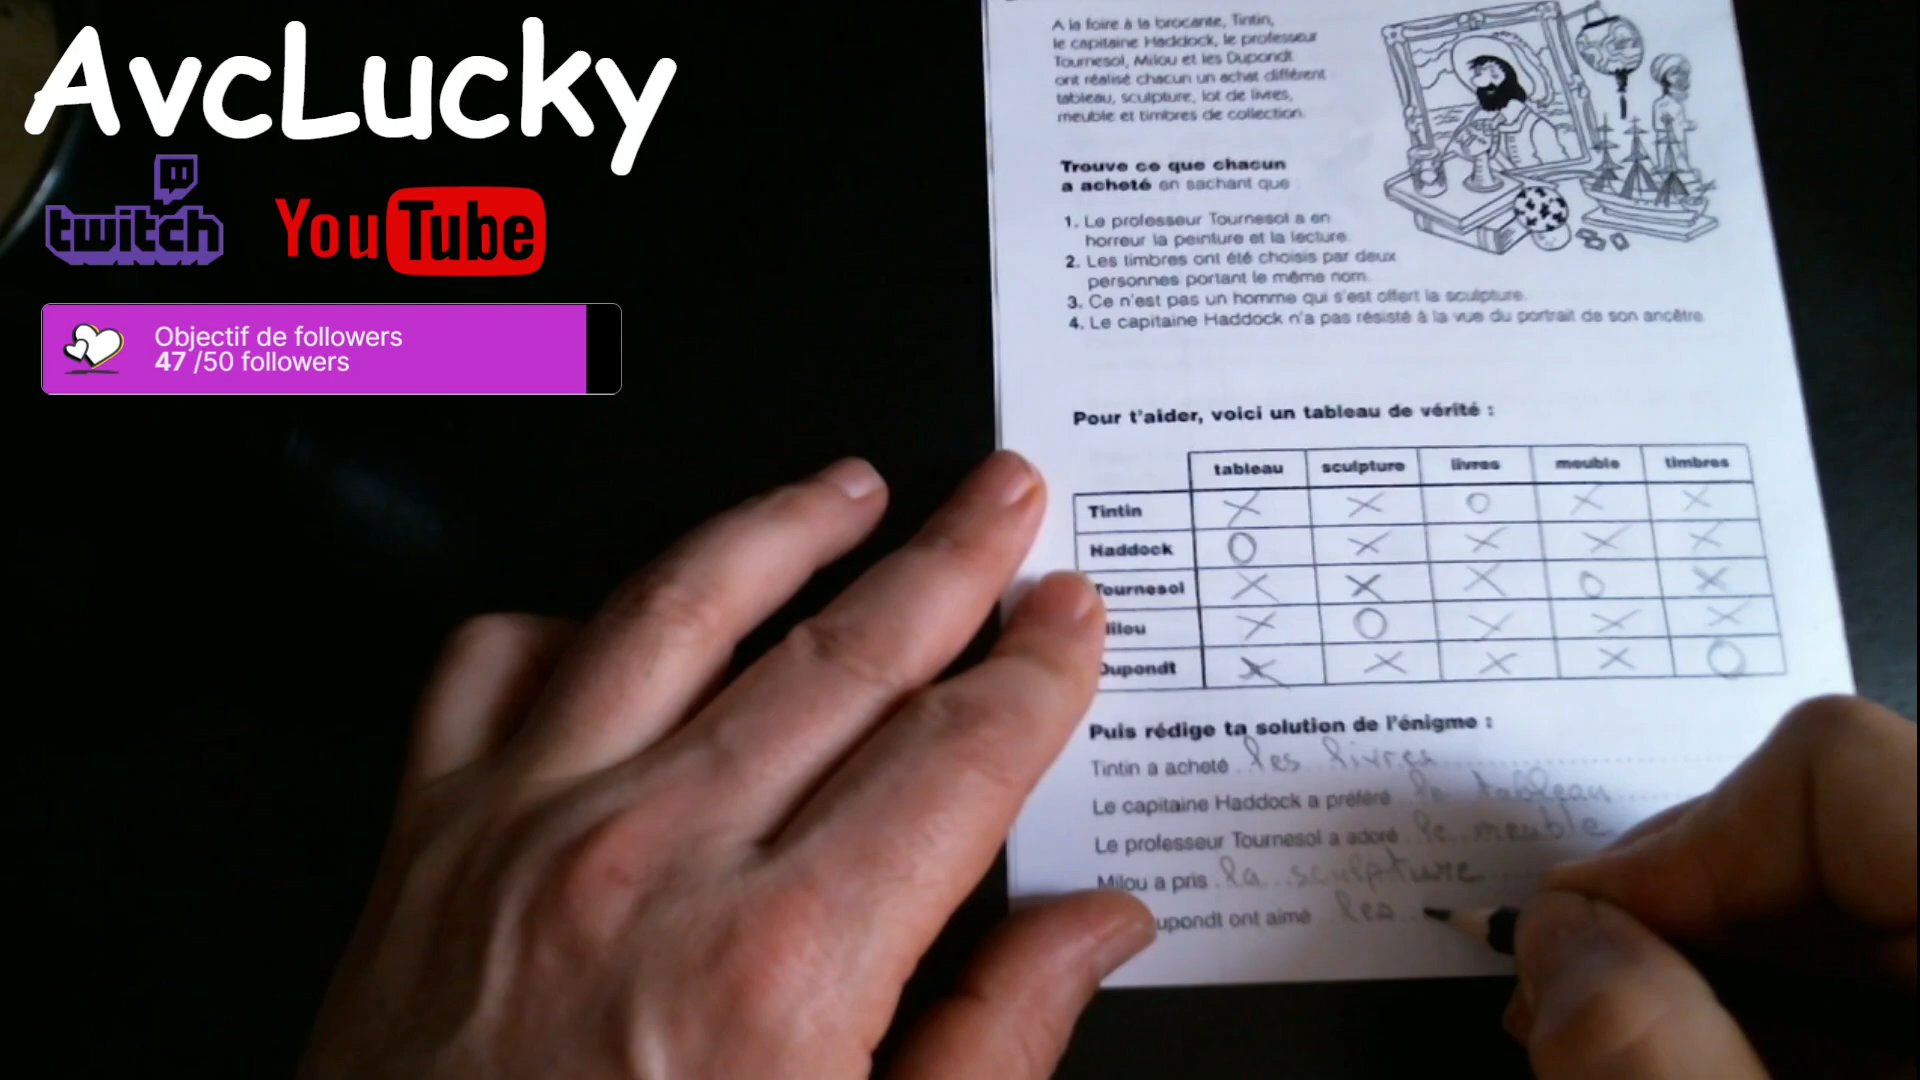 AvcLucky
twitch
YouTube
Objectif de followers
47 /50 followers
A la foire à la brocante, Tintin,
le capitaine Haddock, le professeur
Tournesol, Milou et les Dupondt
ont réalisé chacun un achat différent
tableau, sculpture, lot de livres,
meuble et timbres de collection.
Trouve ce que chacun
a acheté en sachant que
1. Le professeur Tournesol a en
horreur la peinture et la lecture.
2. Les timbres ont été choisis par deux
personnes portant le même nom.
3. Ce n'est pas un homme qui s'est offert la sculpture.
4. Le capitaine Haddock n'a pas résisté à la vue du portrait de son ancêtre.
Pour t'aider, voici un tableau de vérité :
tableau sculpture livres meuble timbres
Tintin X X O X X
Haddock O X X X X
Tournesol X X X O X
Milou X O X X X
Dupondt X X X X O
Puis rédige ta solution de l'énigme :
Tintin a acheté les livres
Le capitaine Haddock a préféré le tableau
Le professeur Tournesol a adoré le meuble
Milou a pris la sculpture
upondt ont aimé les